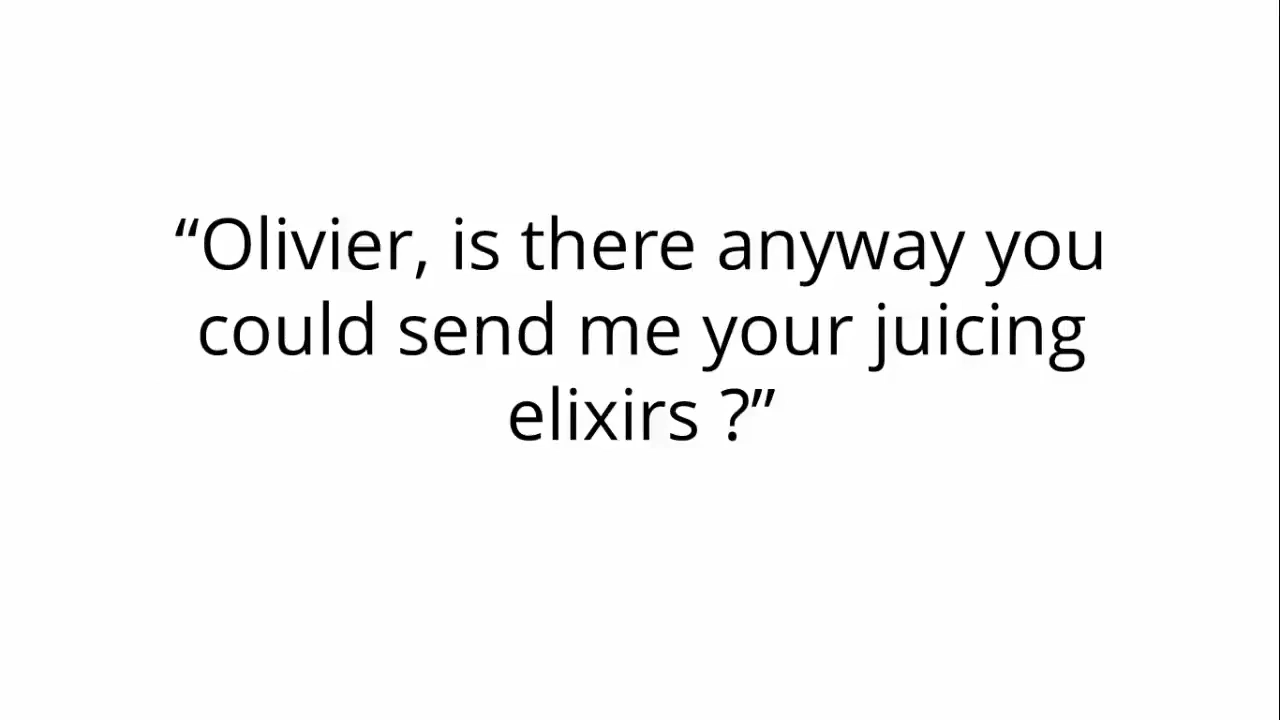 “Olivier, is there anyway you
could send me your juicing
elixirs ?”